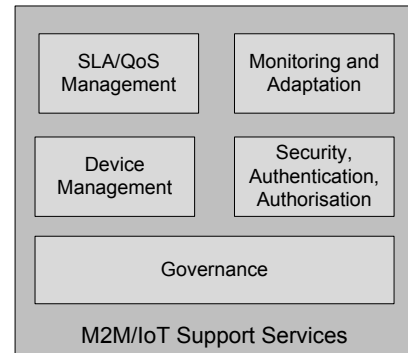 SLA/QoS
Management
Monitoring and
Adaptation
Device
Management
Security,
Authentication,
Authorisation
Governance
M2M/IoT Support Services